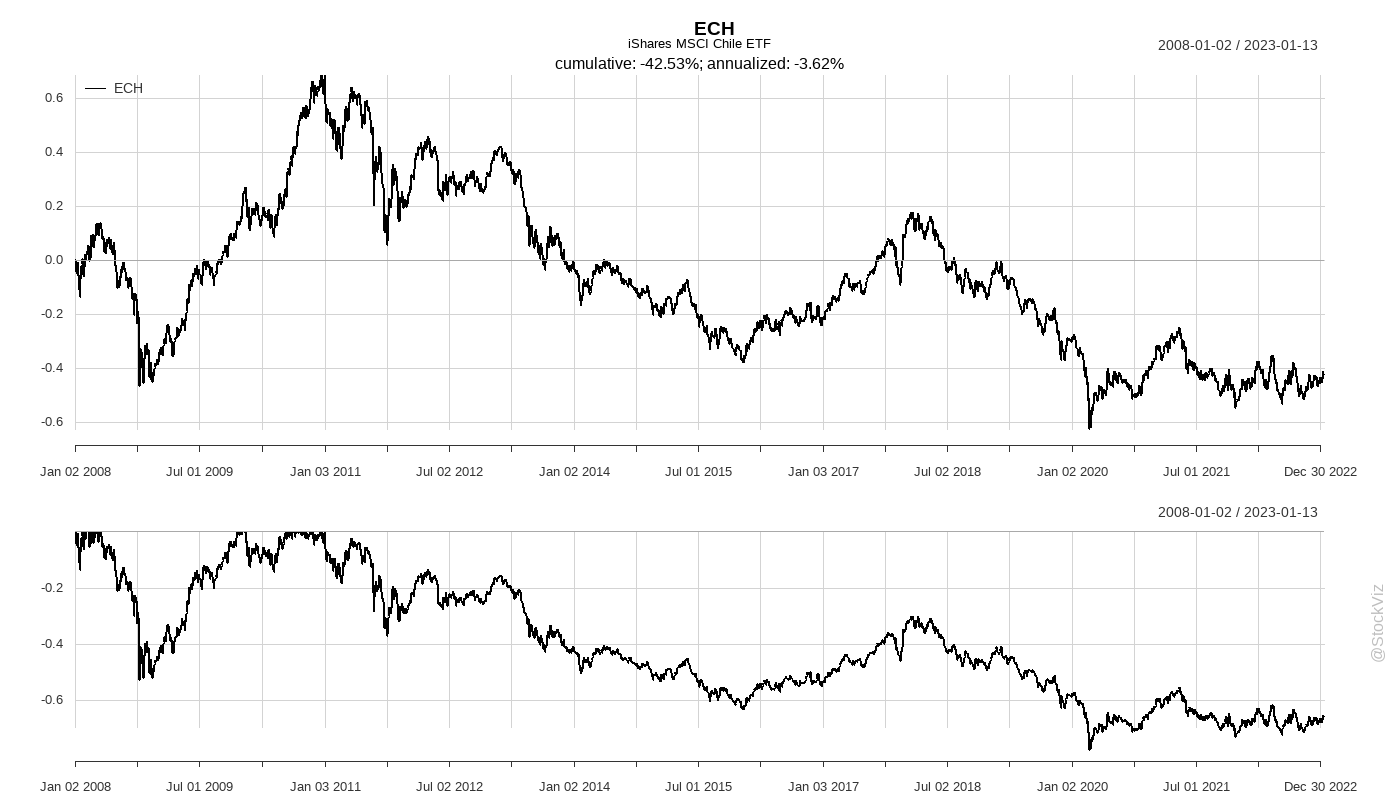 ECH
iShares MSCI Chile ETF
2008-01-02 / 2023-01-13
cumulative: -42.53%; annualized: -3.62%
ECH
0.6
0.4
0.2
0.0
-0.2
-0.4
-0.6
Jan 02 2008 Jul 01 2009 Jan 03 2011 Jul 02 2012 Jan 02 2014 Jul 01 2015 Jan 03 2017 Jul 02 2018 Jan 02 2020 Jul 01 2021 Dec 30 2022
2008-01-02 / 2023-01-13
-0.2
-0.4
-0.6
Jan 02 2008 Jul 01 2009 Jan 03 2011 Jul 02 2012 Jan 02 2014 Jul 01 2015 Jan 03 2017 Jul 02 2018 Jan 02 2020 Jul 01 2021 Dec 30 2022
@StockViz